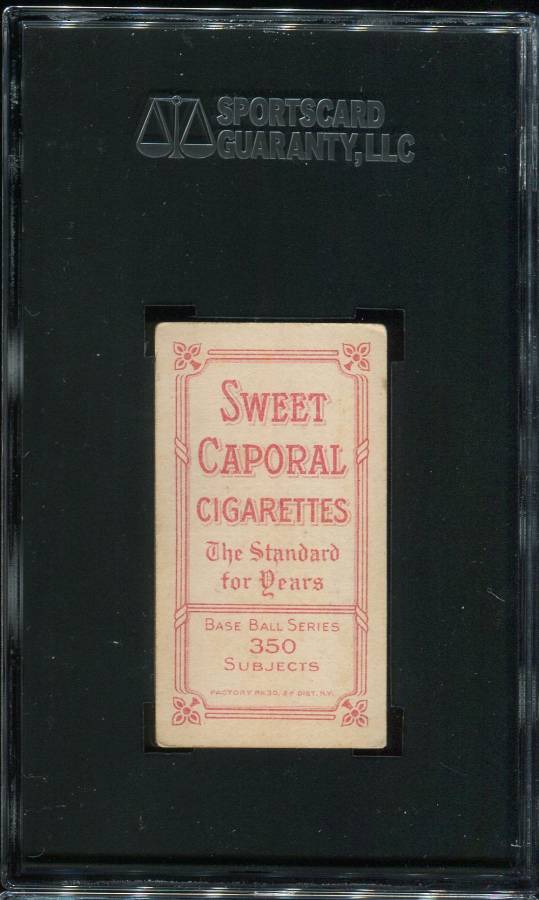 SPORTSCARD
GUARANTY, LLC
SWEET
CAPORAL
CIGARETTES
The Standard
for Years
BASE BALL SERIES
350
SUBJECTS
FACTORY No. 30, 2d DIST. N.Y.